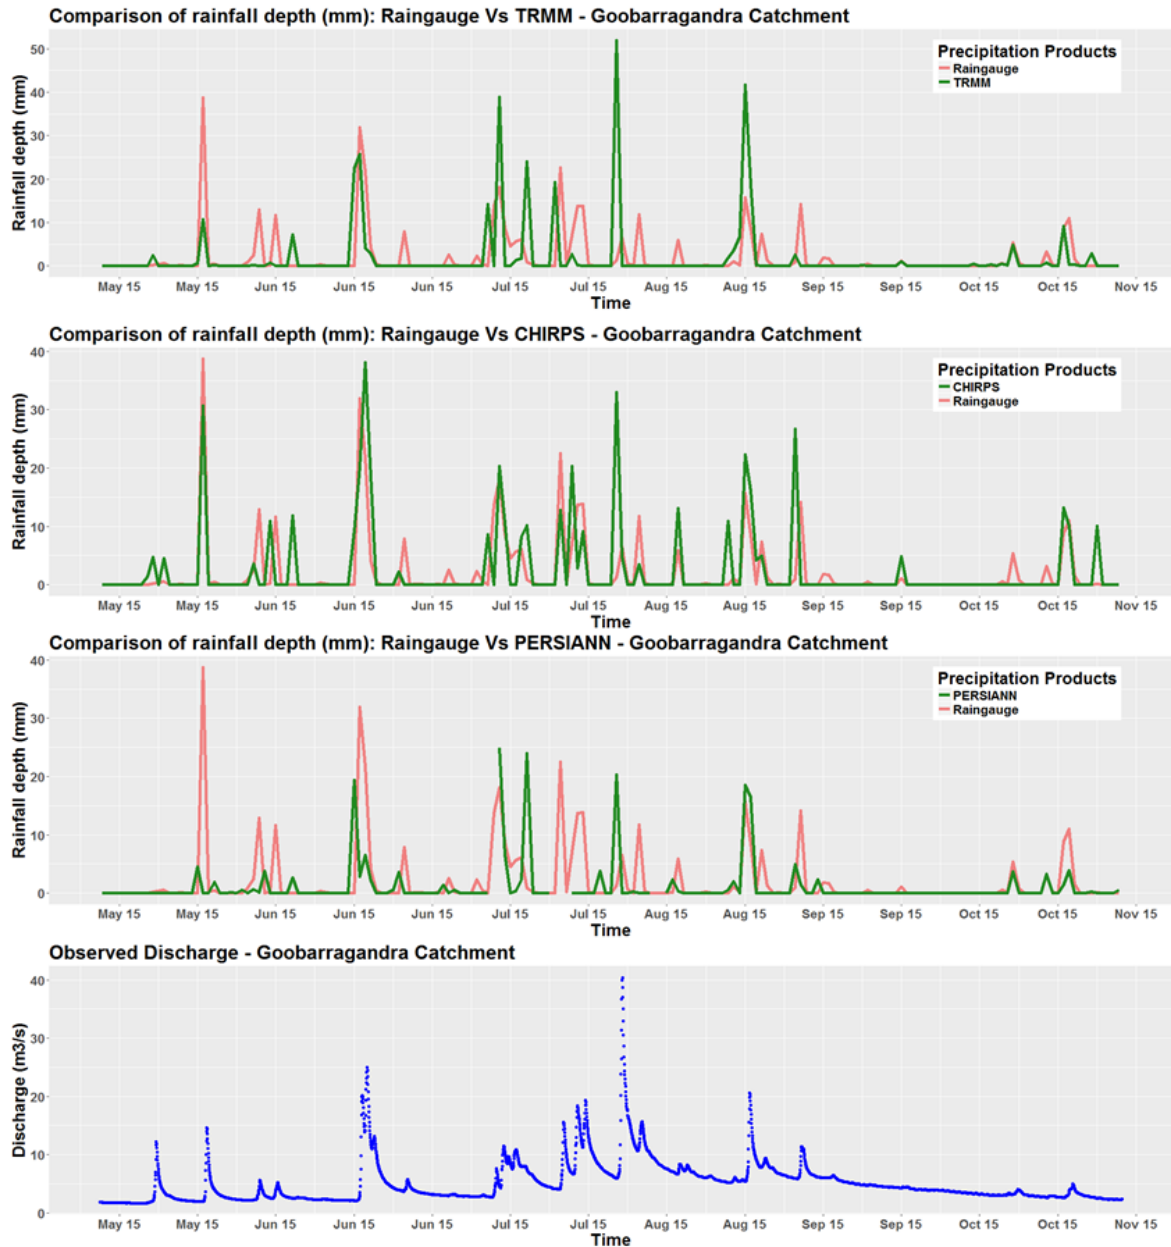 Comparison of rainfall depth (mm): Raingauge Vs TRMM - Goobarragandra Catchment
Rainfall depth (mm)
50
40
30
20
10
0
Precipitation Products
Raingauge
TRMM
May 15 May 15 Jun 15 Jun 15 Jun 15 Jul 15 Jul 15 Aug 15 Aug 15 Sep 15 Sep 15 Oct 15 Oct 15 Nov 15
Time
Comparison of rainfall depth (mm): Raingauge Vs CHIRPS - Goobarragandra Catchment
Rainfall depth (mm)
40
30
20
10
0
Precipitation Products
CHIRPS
Raingauge
May 15 May 15 Jun 15 Jun 15 Jun 15 Jul 15 Jul 15 Aug 15 Aug 15 Sep 15 Sep 15 Oct 15 Oct 15 Nov 15
Time
Comparison of rainfall depth (mm): Raingauge Vs PERSIANN - Goobarragandra Catchment
Rainfall depth (mm)
40
30
20
10
0
Precipitation Products
PERSIANN
Raingauge
May 15 May 15 Jun 15 Jun 15 Jun 15 Jul 15 Jul 15 Aug 15 Aug 15 Sep 15 Sep 15 Oct 15 Oct 15 Nov 15
Time
Observed Discharge - Goobarragandra Catchment
Discharge (m3/s)
40
30
20
10
0
May 15 May 15 Jun 15 Jun 15 Jun 15 Jul 15 Jul 15 Aug 15 Aug 15 Sep 15 Sep 15 Oct 15 Oct 15 Nov 15
Time